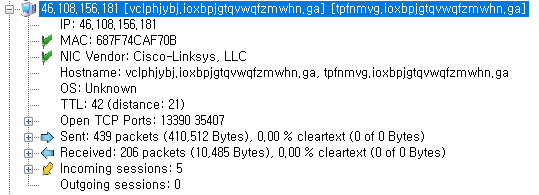 46,108,156,181 [vclphjybj,ioxbpjgtqvwqfzmwhn,ga] [tpfnmvg,ioxbpjgtqvwqfzmwhn,ga]
IP: 46,108,156,181
MAC: 687F74CAF70B
NIC Vendor: Cisco-Linksys, LLC
Hostname: vclphjybj,ioxbpjgtqvwqfzmwhn,ga, tpfnmvg,ioxbpjgtqvwqfzmwhn,ga
OS: Unknown
TTL: 42 (distance: 21)
Open TCP Ports: 13390 35407
Sent: 439 packets (410,512 Bytes), 0,00 % cleartext (0 of 0 Bytes)
Received: 206 packets (10,485 Bytes), 0,00 % cleartext (0 of 0 Bytes)
Incoming sessions: 5
Outgoing sessions: 0